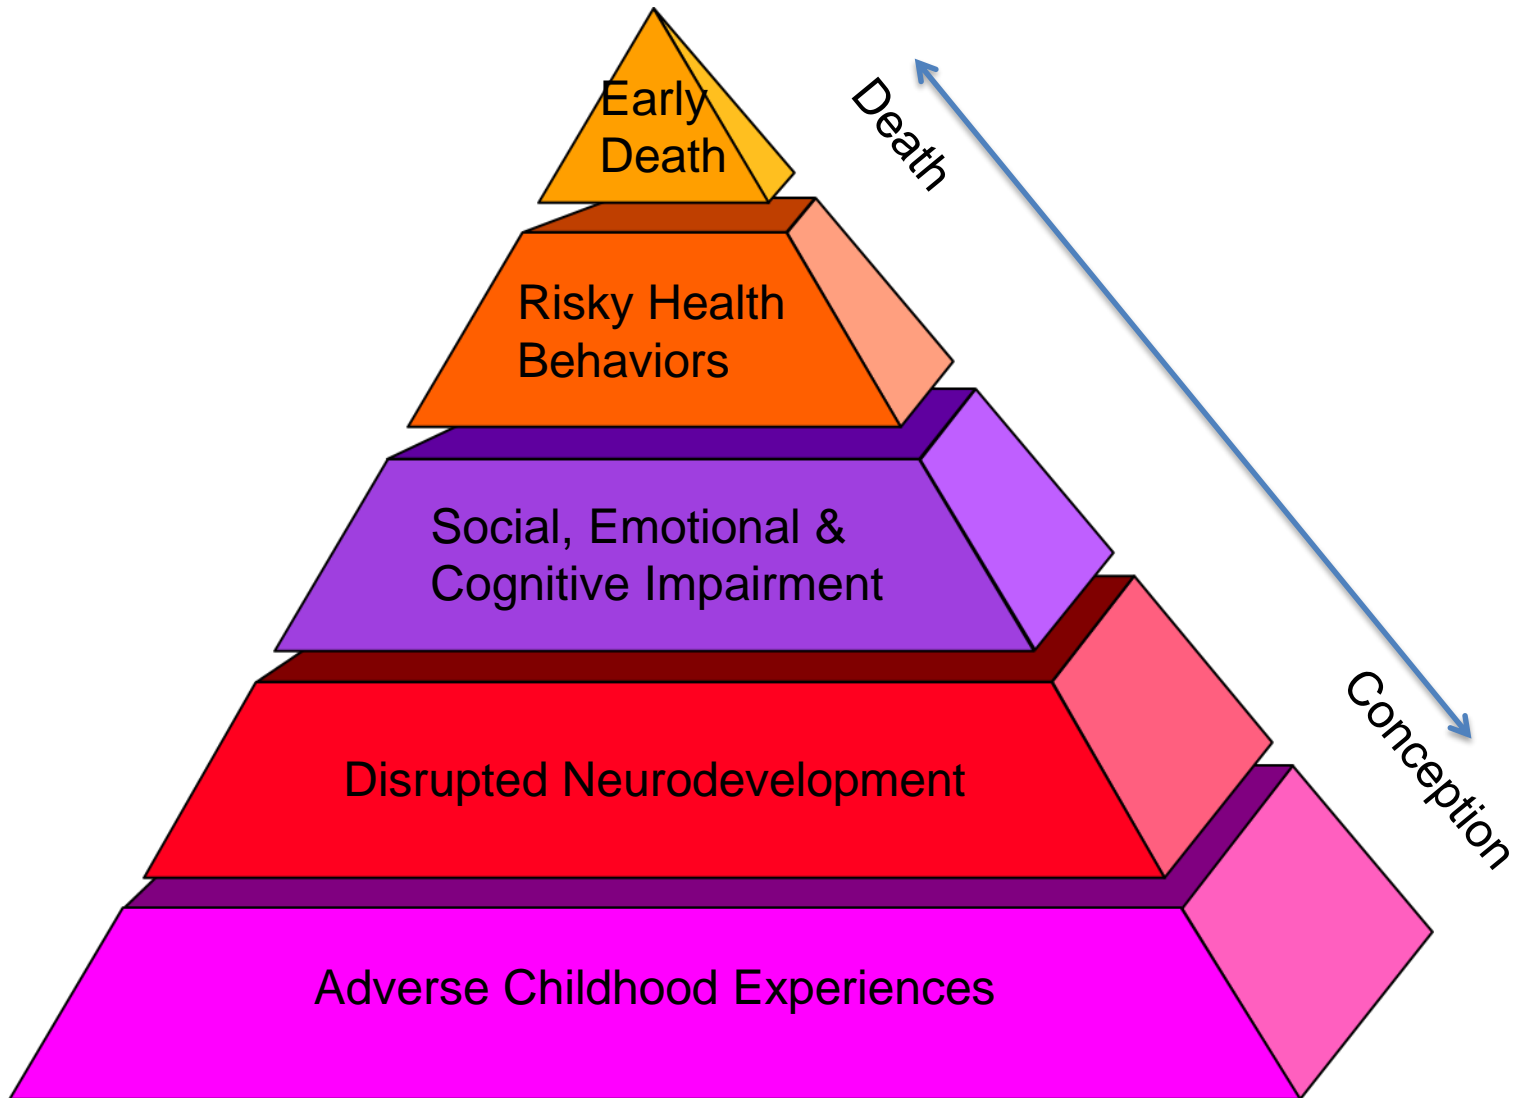 Early
Death
Death
Risky Health
Behaviors
Social, Emotional &
Cognitive Impairment
Conception
Disrupted Neurodevelopment
Adverse Childhood Experiences